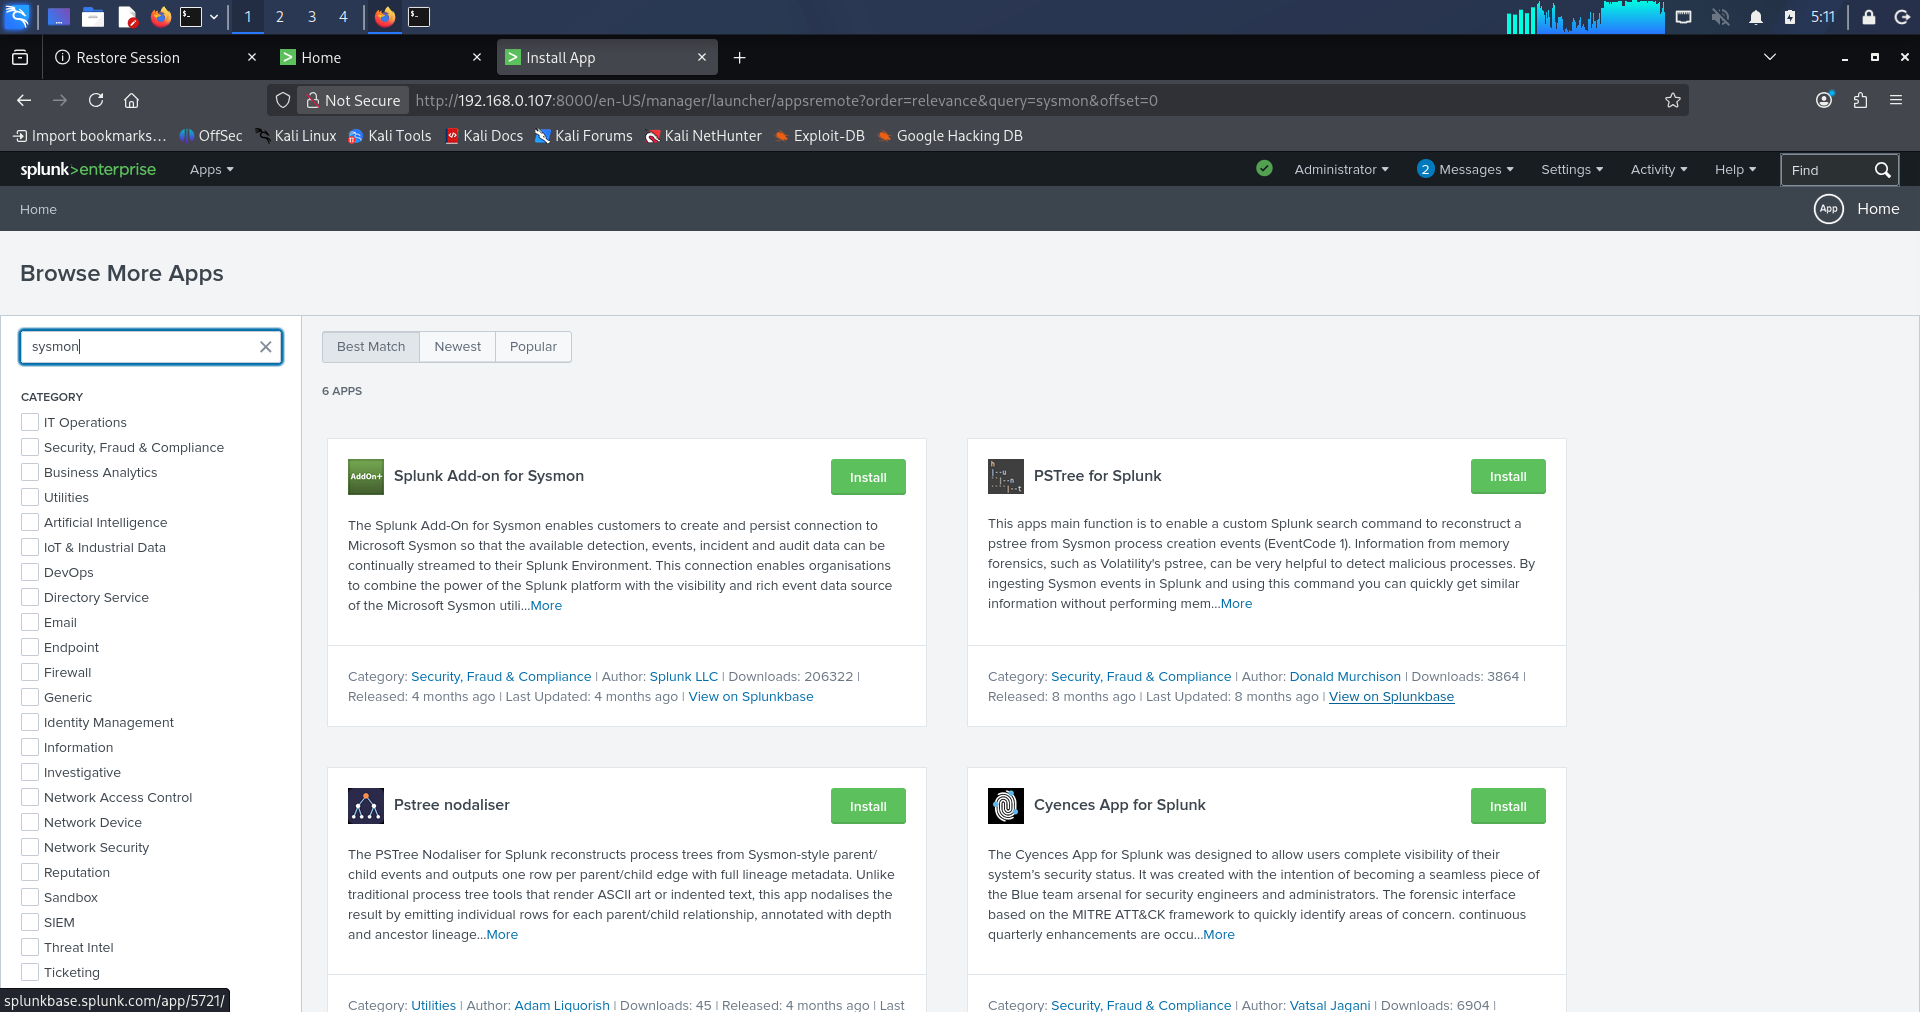 1 2 3 4 5:11
Restore Session Home Install App
Not Secure http://192.168.0.107:8000/en-US/manager/launcher/appsremote?order=relevance&query=sysmon&offset=0
Import bookmarks... OffSec Kali Linux Kali Tools Kali Docs Kali Forums Kali NetHunter Exploit-DB Google Hacking DB
splunk>enterprise Apps Administrator 2 Messages Settings Activity Help Find
Home App Home
Browse More Apps
sysmon
Best Match Newest Popular
6 APPS
CATEGORY
IT Operations
Security, Fraud & Compliance
Business Analytics
Utilities
Artificial Intelligence
IoT & Industrial Data
DevOps
Directory Service
Email
Endpoint
Firewall
Generic
Identity Management
Information
Investigative
Network Access Control
Network Device
Network Security
Reputation
Sandbox
SIEM
Threat Intel
Ticketing
AddOn+ Splunk Add-on for Sysmon Install
The Splunk Add-On for Sysmon enables customers to create and persist connection to
Microsoft Sysmon so that the available detection, events, incident and audit data can be
continually streamed to their Splunk Environment. This connection enables organisations
to combine the power of the Splunk platform with the visibility and rich event data source
of the Microsoft Sysmon utili...More
Category: Security, Fraud & Compliance | Author: Splunk LLC | Downloads: 206322 |
Released: 4 months ago | Last Updated: 4 months ago | View on Splunkbase
PSTree for Splunk Install
This apps main function is to enable a custom Splunk search command to reconstruct a
pstree from Sysmon process creation events (EventCode 1). Information from memory
forensics, such as Volatility's pstree, can be very helpful to detect malicious processes. By
ingesting Sysmon events in Splunk and using this command you can quickly get similar
information without performing mem...More
Category: Security, Fraud & Compliance | Author: Donald Murchison | Downloads: 3864 |
Released: 8 months ago | Last Updated: 8 months ago | View on Splunkbase
Pstree nodaliser Install
The PSTree Nodaliser for Splunk reconstructs process trees from Sysmon-style parent/
child events and outputs one row per parent/child edge with full lineage metadata. Unlike
traditional process tree tools that render ASCII art or indented text, this app nodalises the
result by emitting individual rows for each parent/child relationship, annotated with depth
and ancestor lineage...More
Category: Utilities | Author: Adam Liquorish | Downloads: 45 | Released: 4 months ago | Last
Cyences App for Splunk Install
The Cyences App for Splunk was designed to allow users complete visibility of their
system's security status. It was created with the intention of becoming a seamless piece of
the Blue team arsenal for security engineers and administrators. The forensic interface
based on the MITRE ATT&CK framework to quickly identify areas of concern. continuous
quarterly enhancements are occu...More
Category: Security, Fraud & Compliance | Author: Vatsal Jagani | Downloads: 6904 |
splunkbase.splunk.com/app/5721/